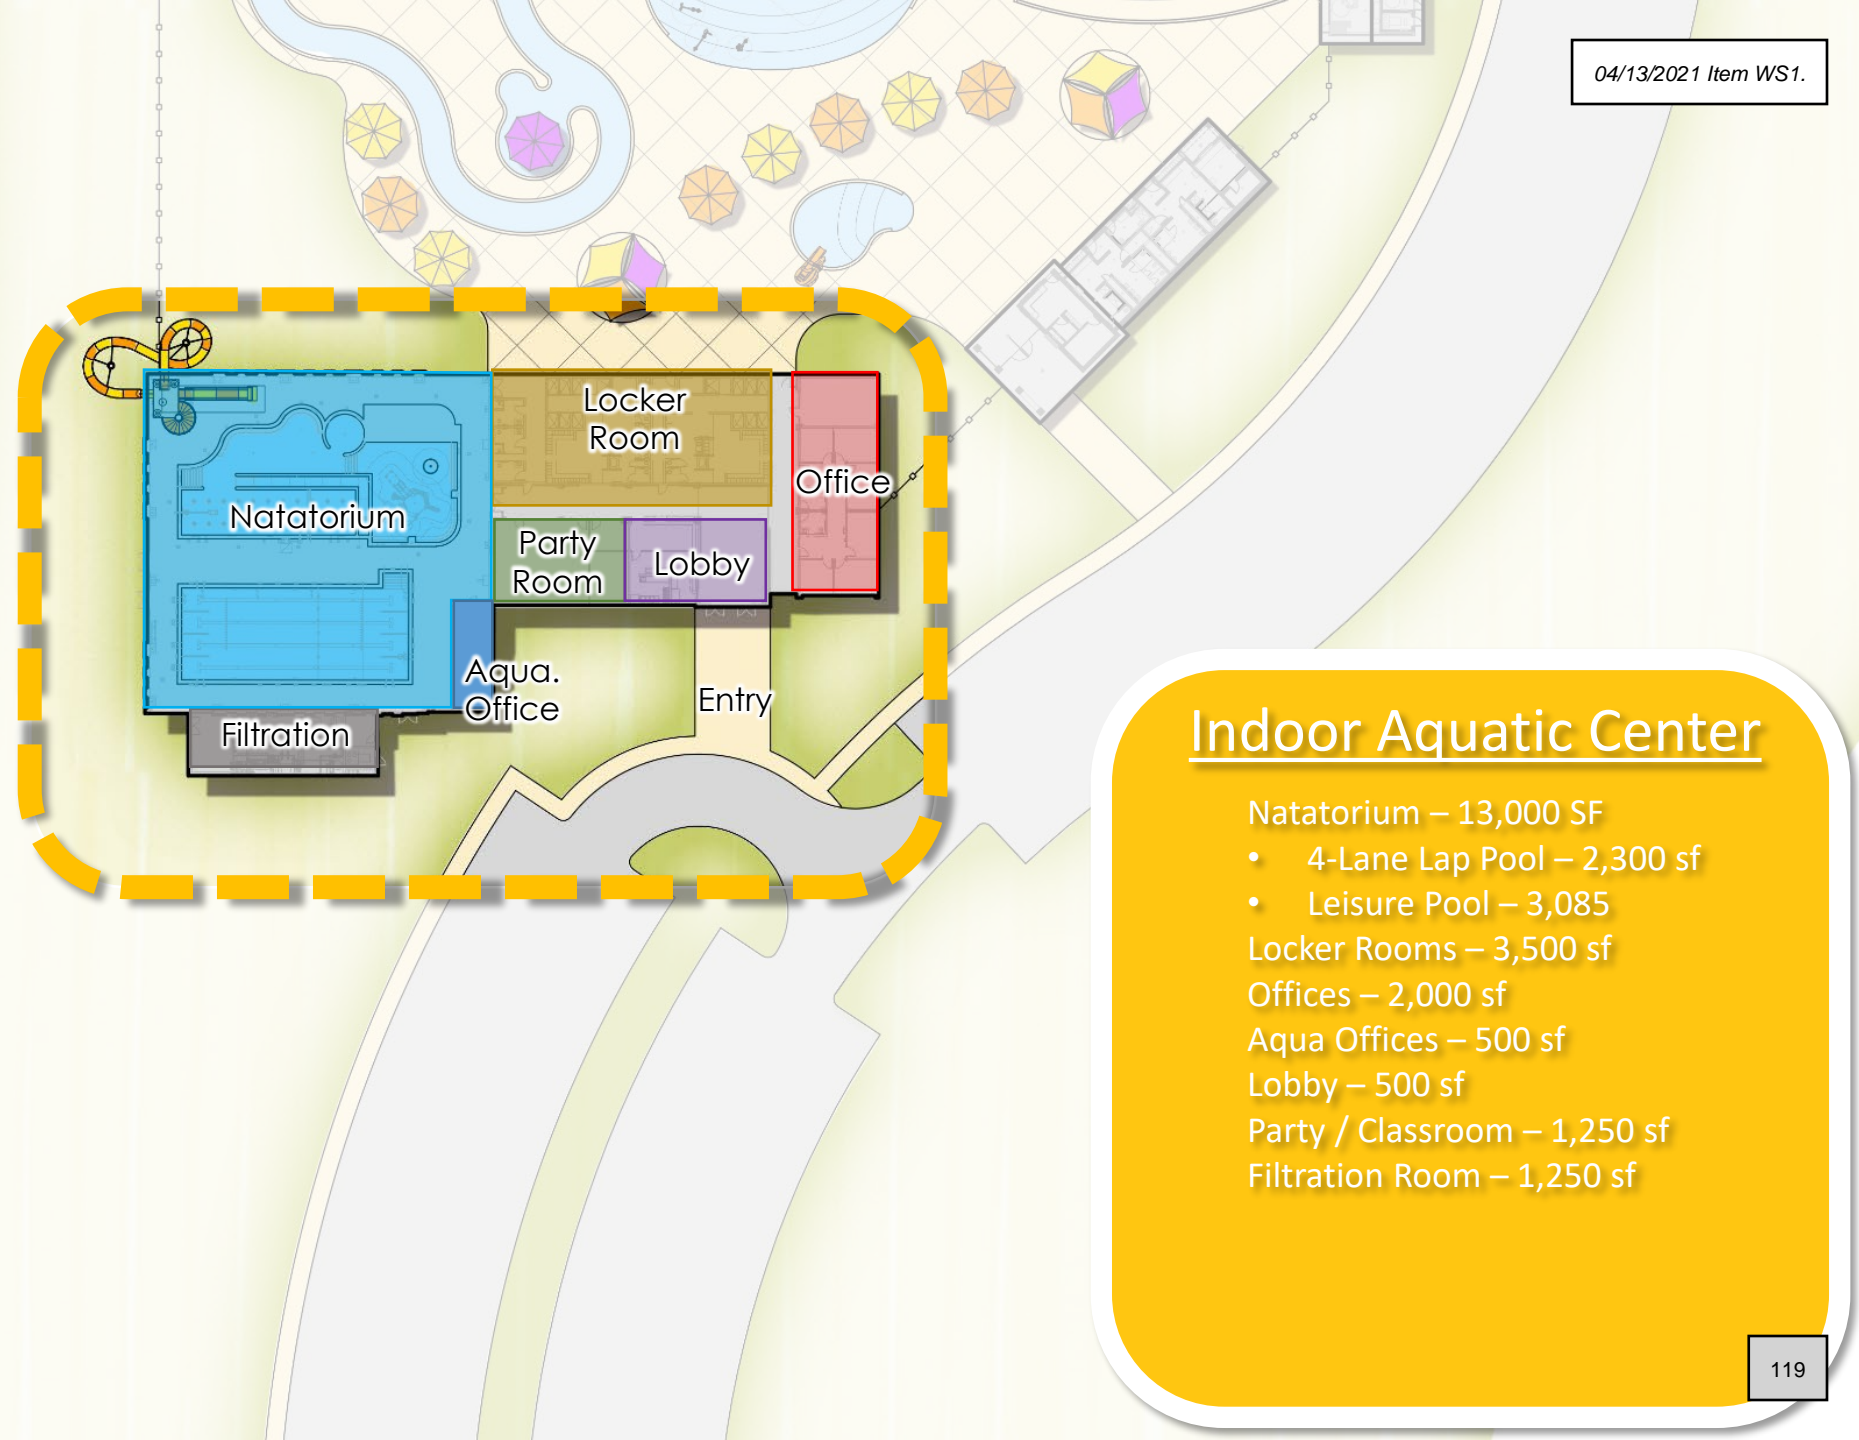 04/13/2021 Item WS1.
Locker
Room
Office
Natatorium
Party
Room
Lobby
Aqua.
Office
Entry
Filtration
Indoor Aquatic Center
Natatorium – 13,000 SF
• 4-Lane Lap Pool – 2,300 sf
• Leisure Pool – 3,085
Locker Rooms – 3,500 sf
Offices – 2,000 sf
Aqua Offices – 500 sf
Lobby – 500 sf
Party / Classroom – 1,250 sf
Filtration Room – 1,250 sf
119